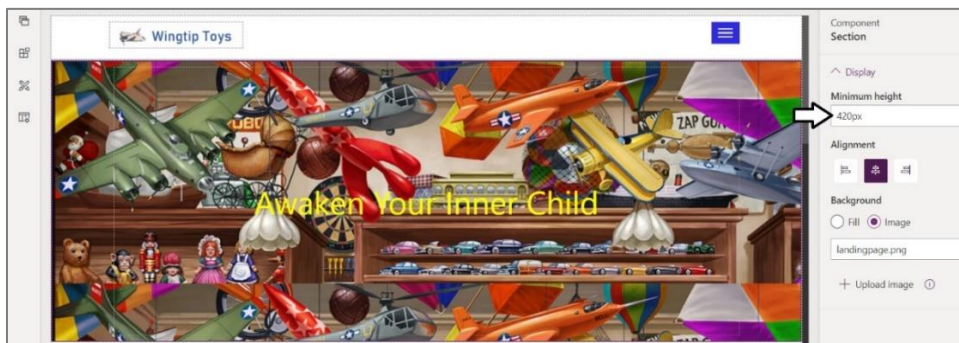 Wingtip Toys
Component
Section
Display
Minimum height
420px
Alignment
Background
Fill
Image
landingpage.png
Upload image
ZAP GUN
Awaken Your Inner Child